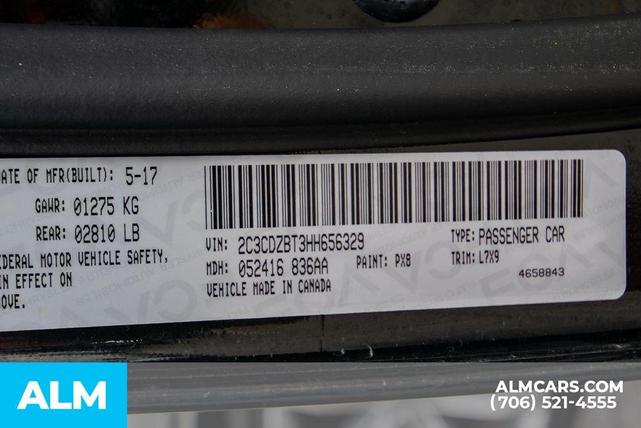 ATE OF MFR(BUILT): 5-17
GAWR: 01275 KG
REAR: 02810 LB
EDERAL MOTOR VEHICLE SAFETY,
IN EFFECT ON
OVE.
VIN: 2C3CDZBT3HH656329
TYPE: PASSENGER CAR
MDH: 052416 836AA
PAINT: PX8
TRIM: L7X9
VEHICLE MADE IN CANADA
4658843
ALM
ALMCARS.COM
(706) 521-4555